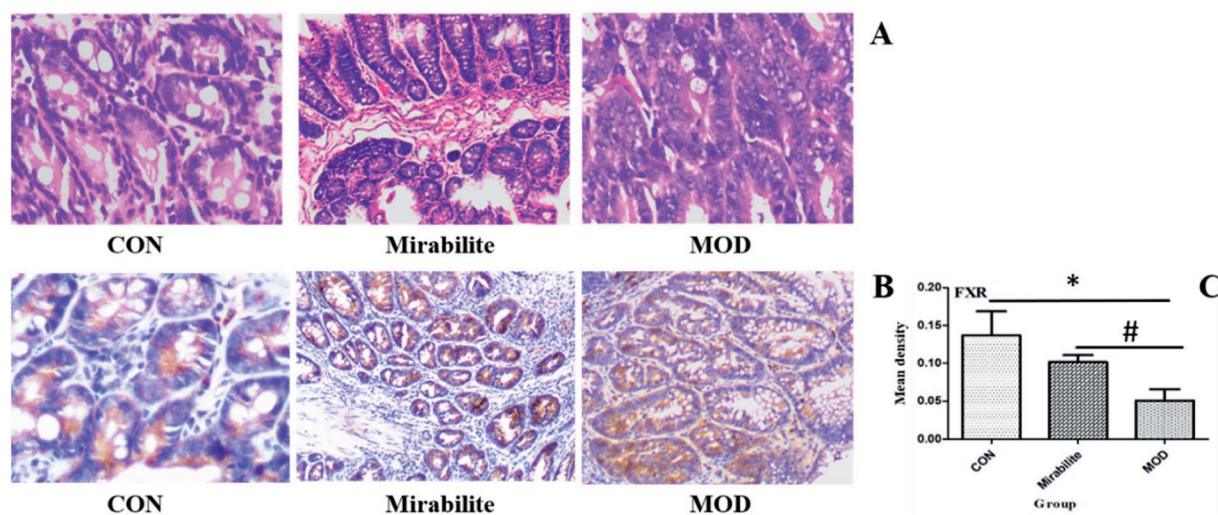 A
CON Mirabilite MOD
B
C
FXR
*
#
0.20
0.15
0.10
0.05
0.00
Mean density
CON Mirabilite MOD
Group
CON Mirabilite MOD